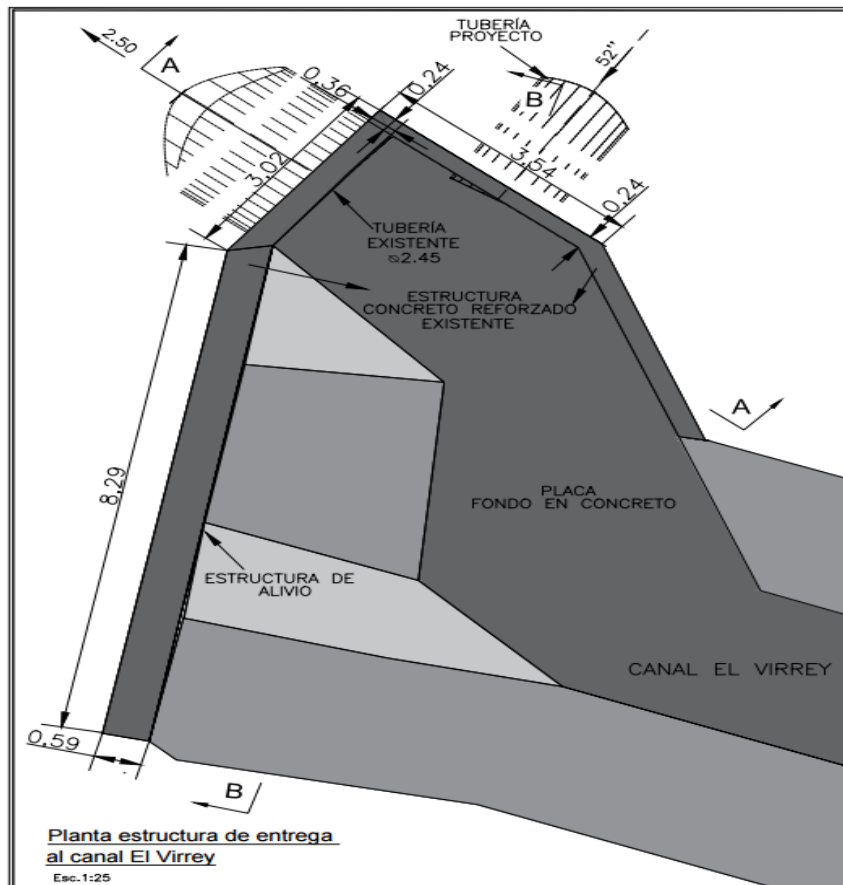 TUBERÍA
PROYECTO
2.50
A
0,36
0.24
B
52"
3,02
3.54
0,24
TUBERÍA
EXISTENTE
⌀2.45
ESTRUCTURA
CONCRETO REFORZADO
EXISTENTE
A
8,29
PLACA
FONDO EN CONCRETO
ESTRUCTURA DE
ALIVIO
CANAL EL VIRREY
0,59
B
Planta estructura de entrega
al canal El Virrey
Esc.1:25